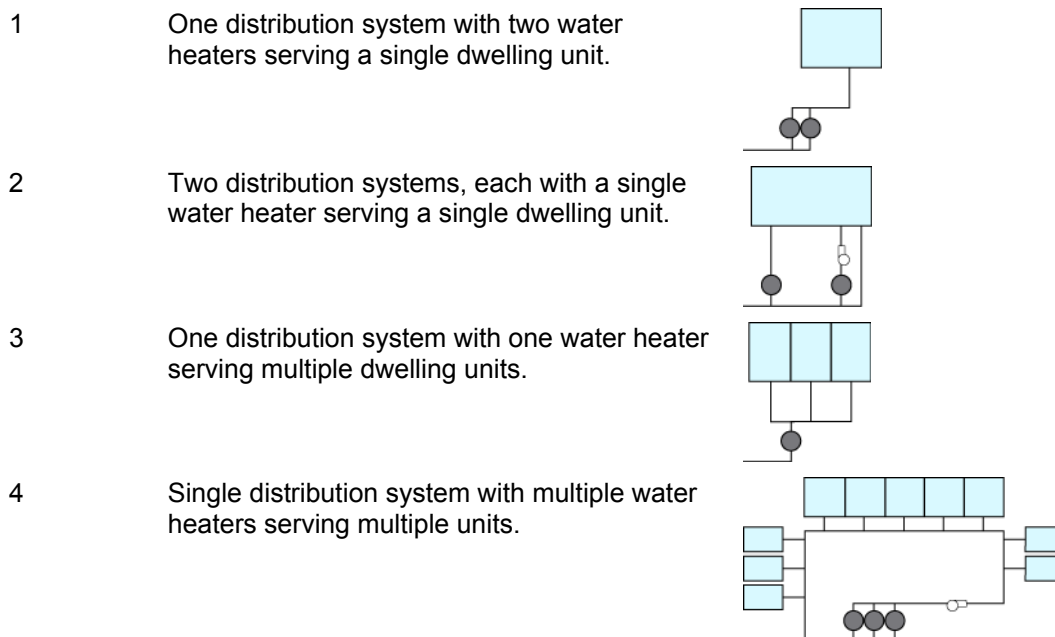 1 One distribution system with two water
heaters serving a single dwelling unit.
2 Two distribution systems, each with a single
water heater serving a single dwelling unit.
3 One distribution system with one water heater
serving multiple dwelling units.
4 Single distribution system with multiple water
heaters serving multiple units.